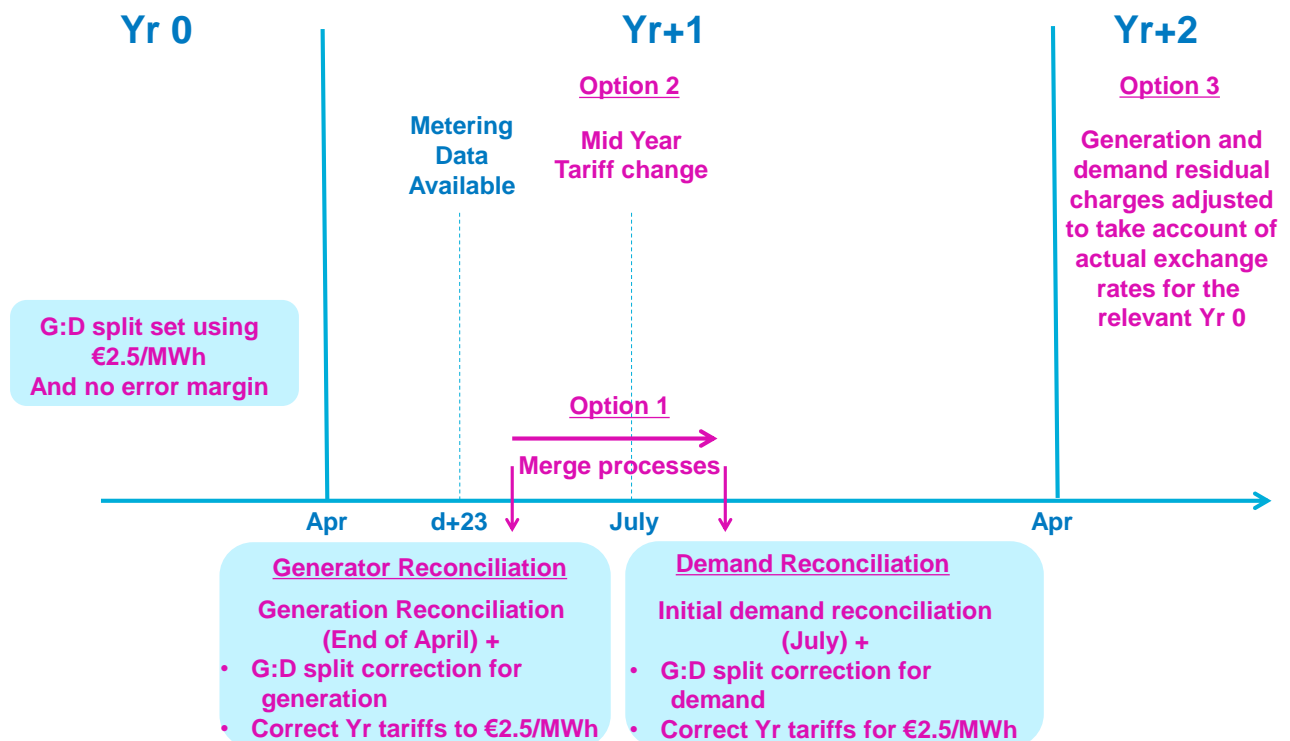 Yr 0
Yr+1
Yr+2
Option 2
Option 3
Metering
Data
Available
Mid Year
Tariff change
Generation and
demand residual
charges adjusted
to take account of
actual exchange
rates for the
relevant Yr 0
G:D split set using
€2.5/MWh
And no error margin
Option 1
Merge processes
Apr
d+23
July
Apr
Generator Reconciliation
Generation Reconciliation
(End of April) +
• G:D split correction for
generation
• Correct Yr tariffs to €2.5/MWh
Demand Reconciliation
Initial demand reconciliation
(July) +
• G:D split correction for
demand
• Correct Yr tariffs for €2.5/MWh